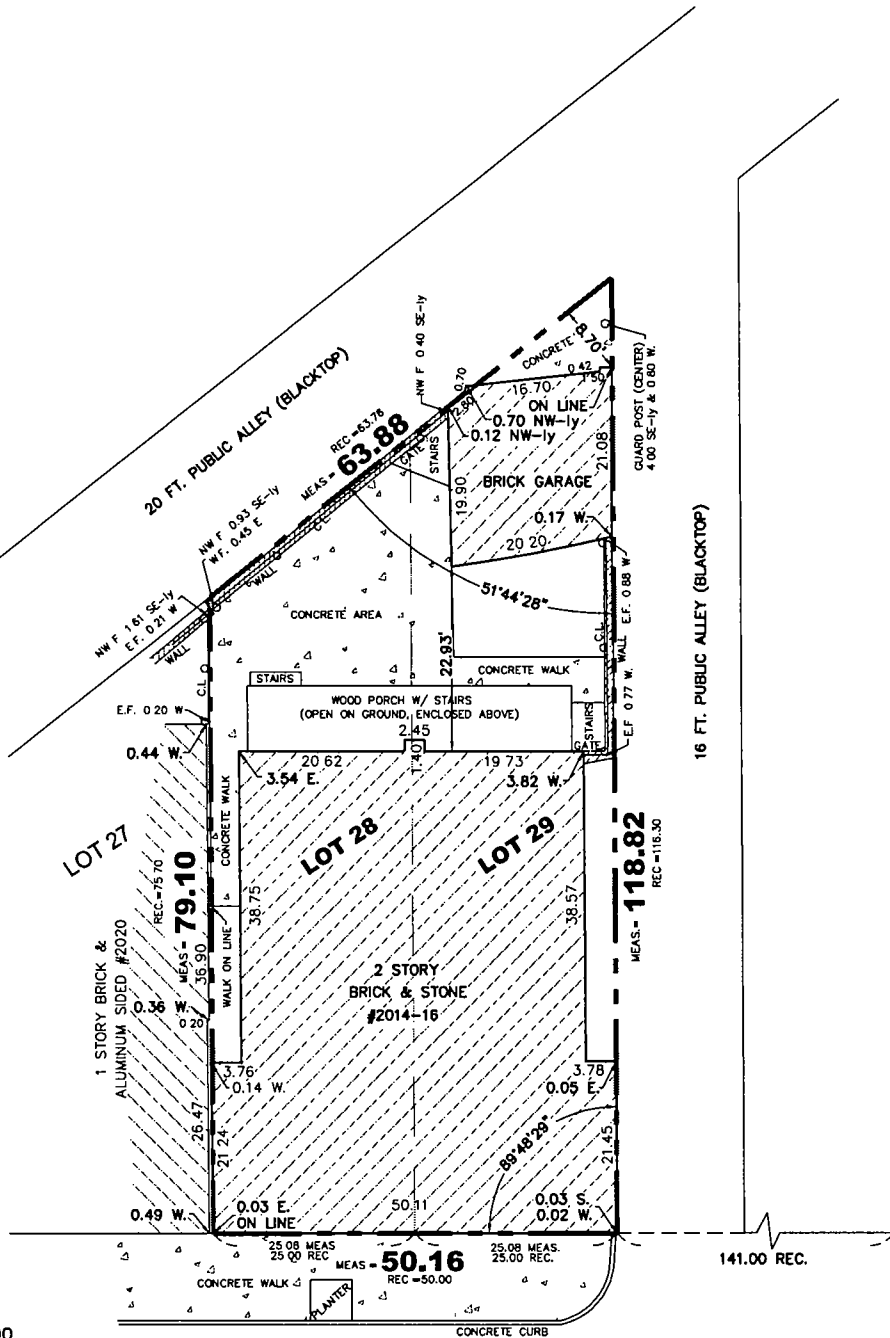 20 FT. PUBLIC ALLEY (BLACKTOP)
REC =63.76
MEAS - 63.88
NW F 0 40 SE-ly
CONCRETE
8.70'
0.70
2.80
16.70
0 42
1.50
ON LINE
0.70 NW-ly
0.12 NW-ly
GUARD POST (CENTER)
4 00 SE-ly & 0 60 W.
GATE
STAIRS
19.90
BRICK GARAGE
21.08
0.17 W.
20 20
NW F 0.93 SE-ly
W F. 0.45 E
C.L
WALL
NW F 1.61 SE-ly
E F. 0.21 W
WALL
51°44'28"
CONCRETE AREA
E.F. 0 88 W
C.L
WALL
16 FT. PUBLIC ALLEY (BLACKTOP)
22.93'
CONCRETE WALK
C.L
STAIRS
WOOD PORCH W/ STAIRS
(OPEN ON GROUND, ENCLOSED ABOVE)
STAIRS
GATE
E.F 0.77 W.
E.F. 0 20 W
0.44 W.
2.45
1.40
20 62
19 73
3.54 E.
3.82 W.
LOT 27
CONCRETE WALK
LOT 28
LOT 29
REC.=75 70
MEAS - 79.10
38.75
38.57
MEAS.= 118.82
REC =116.30
36.90
WALK ON LINE
1 STORY BRICK &
ALUMINUM SIDED #2020
2 STORY
BRICK & STONE
#2014-16
0.36 W.
0 20
3.76
0.14 W.
3.78
0.05 E.
26.47
21 24
89°48'29"
21.45
0.49 W.
0.03 E.
ON LINE
50.11
0.03 S.
0.02 W.
25 08 MEAS
25 00 REC
25.08 MEAS.
25.00 REC.
MEAS - 50.16
REC =50.00
141.00 REC.
CONCRETE WALK
PLANTER
CONCRETE CURB